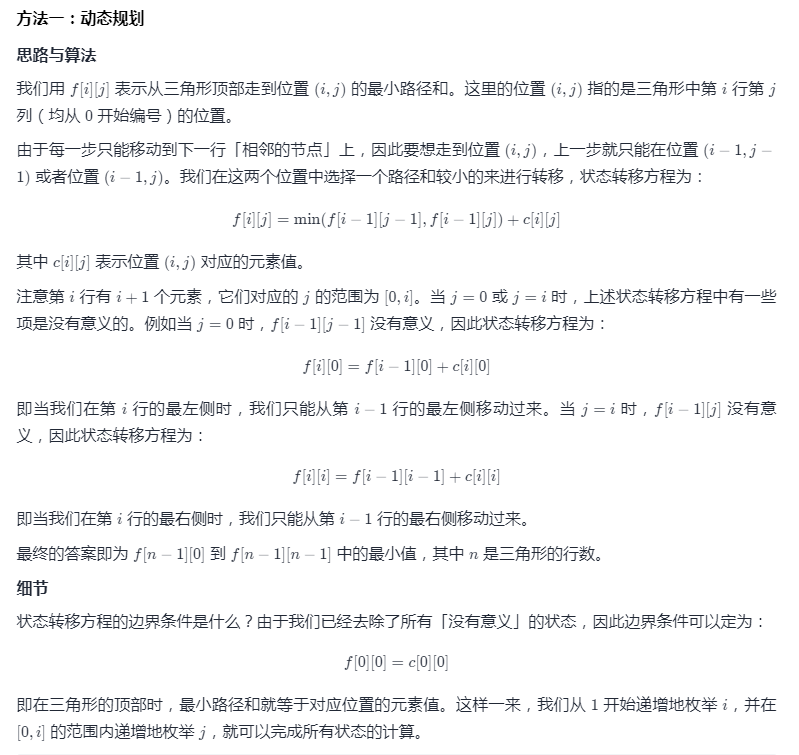 方法一：动态规划
思路与算法
我们用 f[i][j] 表示从三角形顶部走到位置 (i, j) 的最小路径和。这里的位置 (i, j) 指的是三角形中第 i 行第 j
列（均从 0 开始编号）的位置。
由于每一步只能移动到下一行「相邻的节点」上，因此要想走到位置 (i, j)，上一步就只能在位置 (i − 1, j −
1) 或者位置 (i − 1, j)。我们在这两个位置中选择一个路径和较小的来进行转移，状态转移方程为：
f[i][j] = min(f[i − 1][j − 1], f[i − 1][j]) + c[i][j]
其中 c[i][j] 表示位置 (i, j) 对应的元素值。
注意第 i 行有 i + 1 个元素，它们对应的 j 的范围为 [0, i]。当 j = 0 或 j = i 时，上述状态转移方程中有一些
项是没有意义的。例如当 j = 0 时，f[i − 1][j − 1] 没有意义，因此状态转移方程为：
f[i][0] = f[i − 1][0] + c[i][0]
即当我们在第 i 行的最左侧时，我们只能从第 i − 1 行的最左侧移动过来。当 j = i 时，f[i − 1][j] 没有意
义，因此状态转移方程为：
f[i][i] = f[i − 1][i − 1] + c[i][i]
即当我们在第 i 行的最右侧时，我们只能从第 i − 1 行的最右侧移动过来。
最终的答案即为 f[n − 1][0] 到 f[n − 1][n − 1] 中的最小值，其中 n 是三角形的行数。
细节
状态转移方程的边界条件是什么？由于我们已经去除了所有「没有意义」的状态，因此边界条件可以定为：
f[0][0] = c[0][0]
即在三角形的顶部时，最小路径和就等于对应位置的元素值。这样一来，我们从 1 开始递增地枚举 i，并在
[0, i] 的范围内递增地枚举 j，就可以完成所有状态的计算。